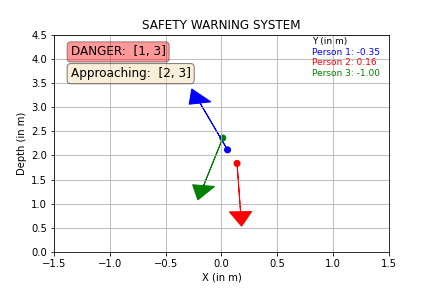 SAFETY WARNING SYSTEM
DANGER:  [1, 3]
Approaching:  [2, 3]
Y (in m)
Person 1: -0.35
Person 2: 0.16
Person 3: -1.00
Depth (in m)
4.5
4.0
3.5
3.0
2.5
2.0
1.5
1.0
0.5
0.0
−1.5 −1.0 −0.5 0.0 0.5 1.0 1.5
X (in m)